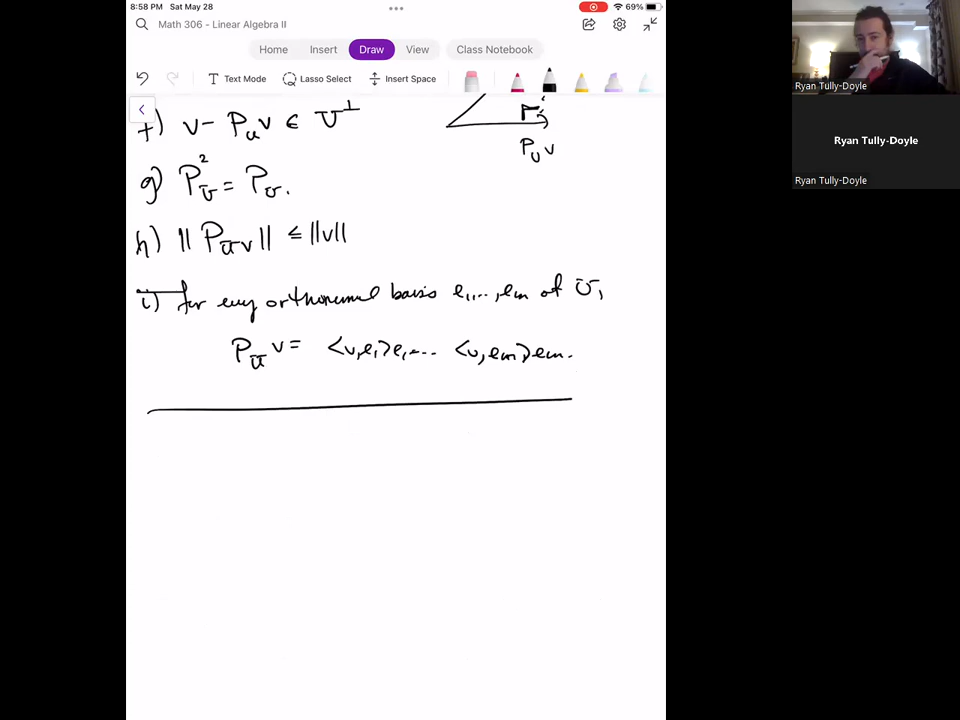 8:58 PM Sat May 28
69%
Math 306 - Linear Algebra II
Home Insert Draw View Class Notebook
Text Mode Lasso Select Insert Space
f) v - P_U v ∈ U^⊥
P_U v
g) P_U^2 = P_U.
h) || P_U v || ≤ ||v||
i) for every orthonormal basis e_1, ..., e_m of U,
P_U v = <v, e_1> e_1, ... <v, e_m> e_m.
Ryan Tully-Doyle
Ryan Tully-Doyle
Ryan Tully-Doyle